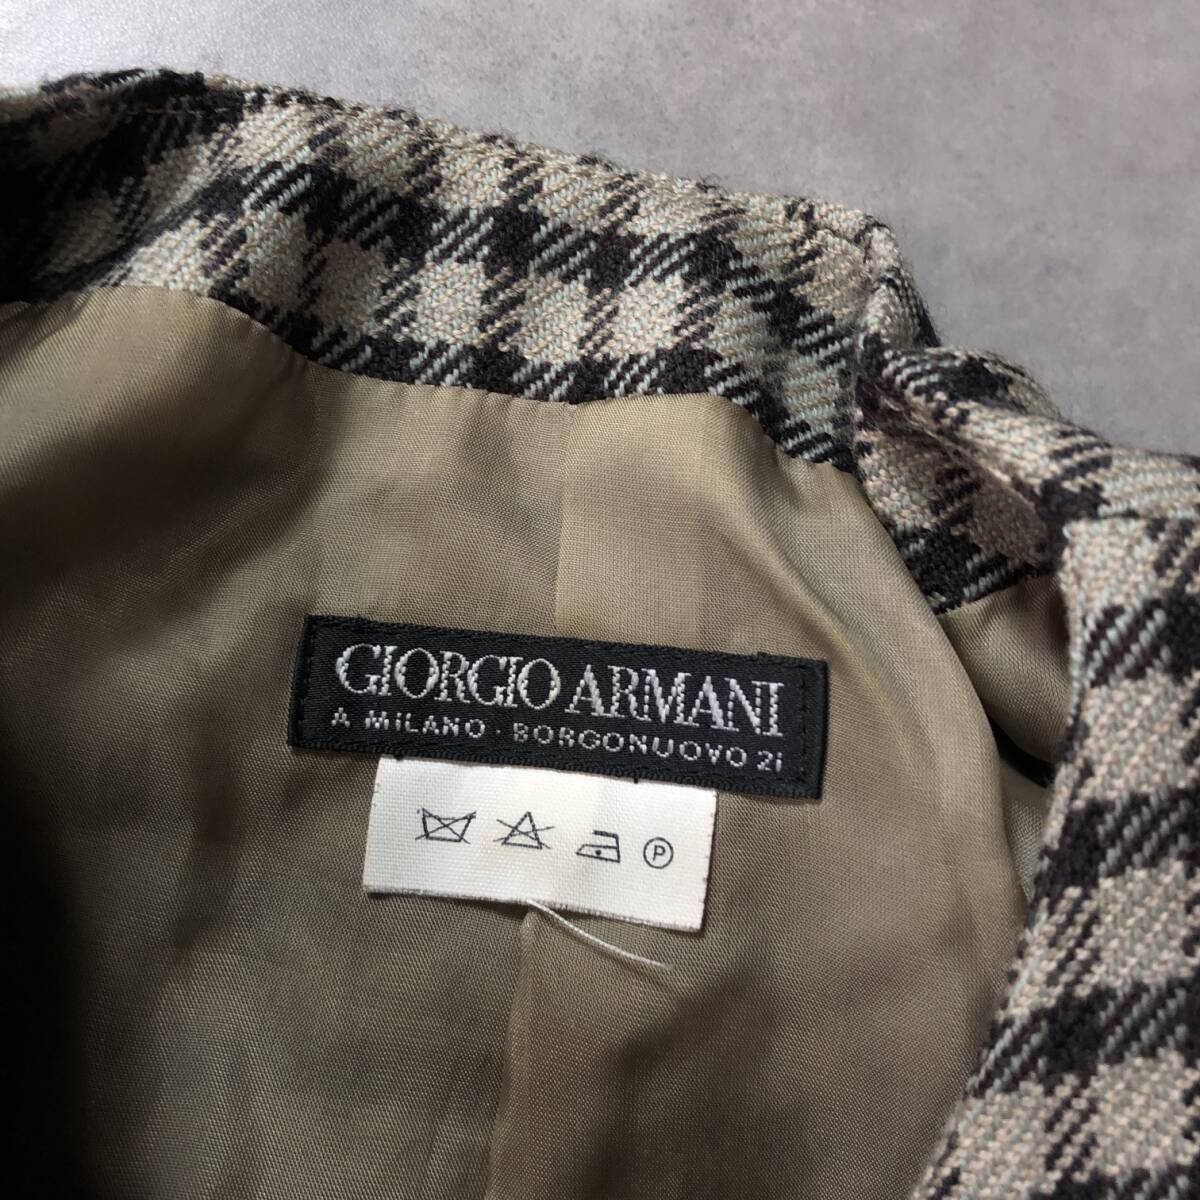 GIORGIO ARMANI
A MILANO · BORGONUOVO 21
P